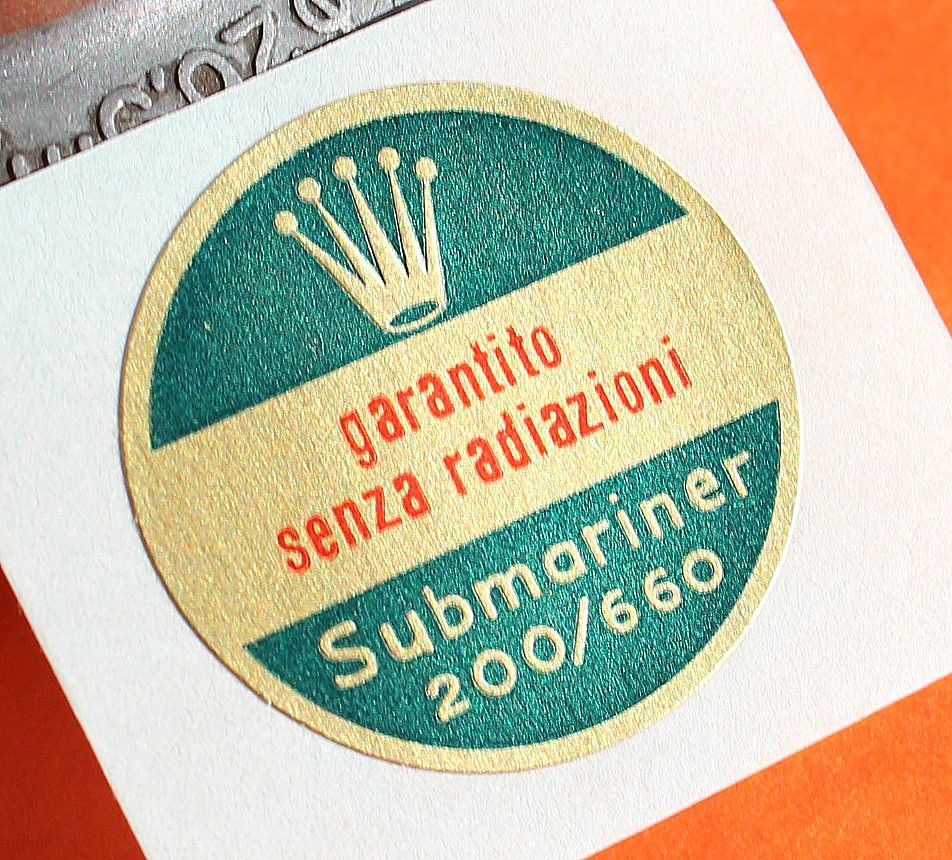 garantito
senza radiazioni
Submariner
200/660